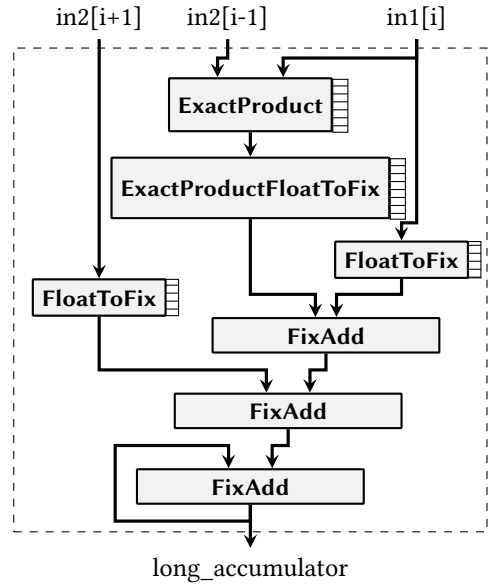 in2[i+1] in2[i-1] in1[i]
ExactProduct
ExactProductFloatToFix
FloatToFix
FloatToFix
FixAdd
FixAdd
FixAdd
long_accumulator